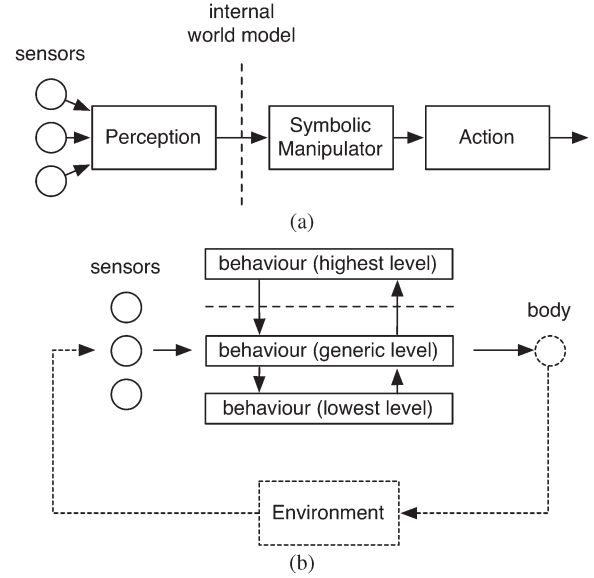 internal
world model
sensors
Perception
Symbolic
Manipulator
Action
(a)
behaviour (highest level)
sensors
body
behaviour (generic level)
behaviour (lowest level)
Environment
(b)